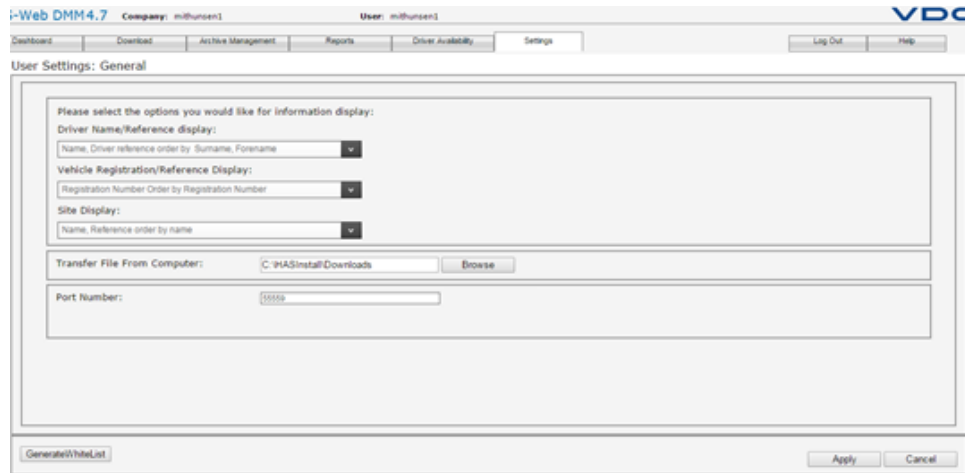 -Web DMM4.7 Company: mithunsen1 User: mithunsen1 VDO
Dashboard Download Archive Management Reports Driver Availability Settings Log Out Help
User Settings: General
Please select the options you would like for information display:
Driver Name/Reference display:
Name, Driver reference order by Surname, Forename
Vehicle Registration/Reference Display:
Registration Number Order by Registration Number
Site Display:
Name, Reference order by name
Transfer File From Computer: C:\HASInstall\Downloads Browse
Port Number: 55559
GenerateWhiteList Apply Cancel